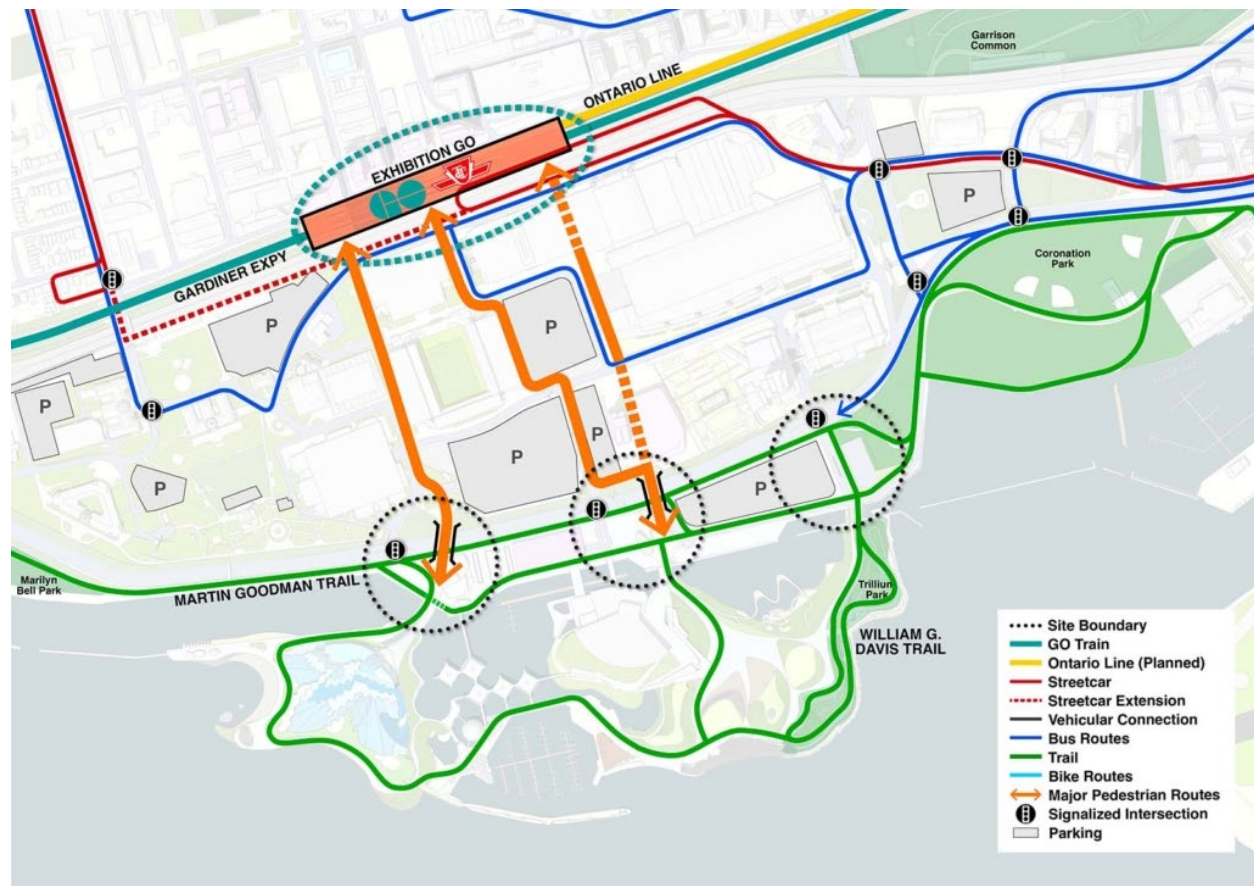 Garrison
Common
ONTARIO LINE
EXHIBITION GO
TTC
P
GARDINER EXPY
Coronation
Park
P
P
P
P
P
P
P
Marilyn
Bell Park
MARTIN GOODMAN TRAIL
Trilliun
Park
WILLIAM G.
DAVIS TRAIL
Site Boundary
GO Train
Ontario Line (Planned)
Streetcar
Streetcar Extension
Vehicular Connection
Bus Routes
Trail
Bike Routes
Major Pedestrian Routes
Signalized Intersection
Parking